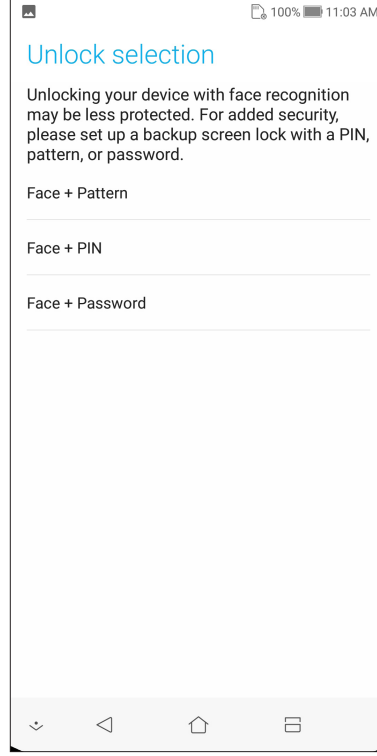 100% 11:03 AM
Unlock selection
Unlocking your device with face recognition
may be less protected. For added security,
please set up a backup screen lock with a PIN,
pattern, or password.
Face + Pattern
Face + PIN
Face + Password